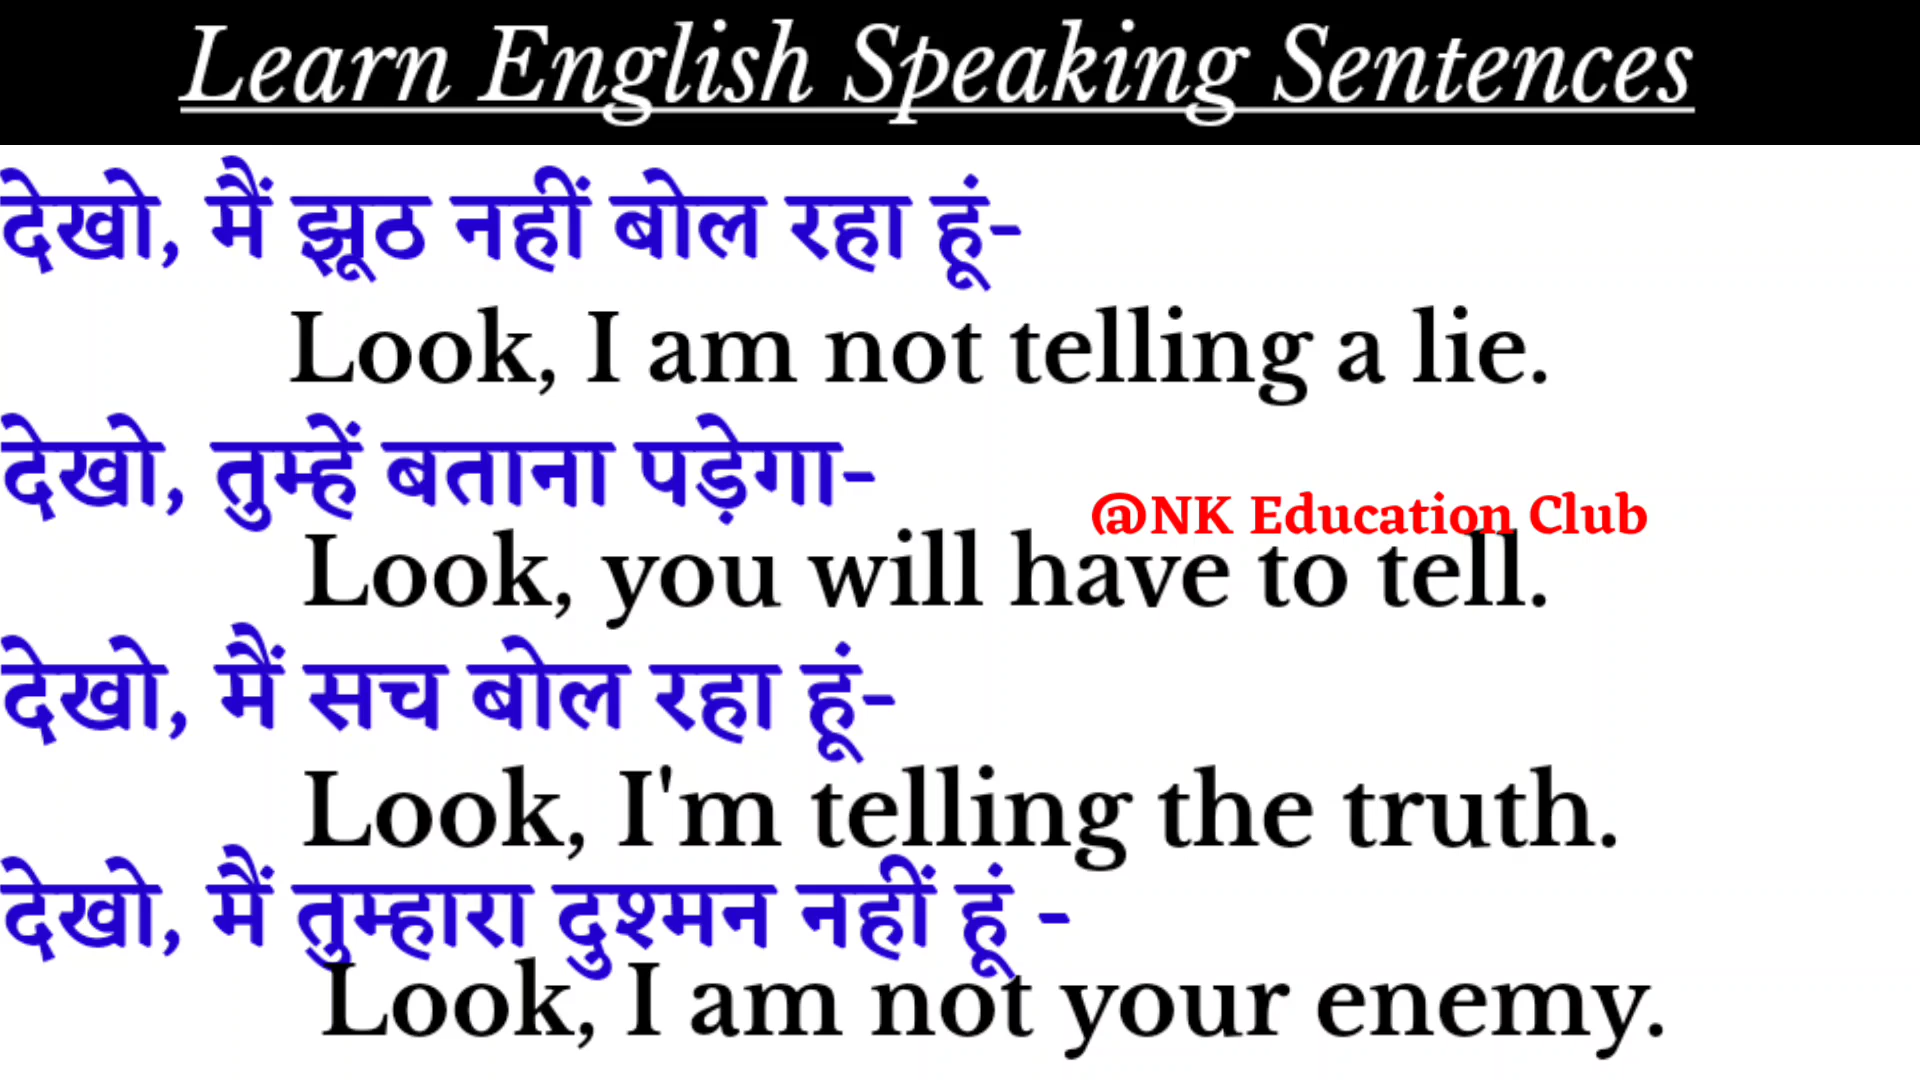 Learn English Speaking Sentences
देखो, मैं झूठ नहीं बोल रहा हूं-
Look, I am not telling a lie.
देखो, तुम्हें बताना पड़ेगा-
@NK Education Club
Look, you will have to tell.
देखो, मैं सच बोल रहा हूं-
Look, I'm telling the truth.
देखो, मैं तुम्हारा दुश्मन नहीं हूं -
Look, I am not your enemy.